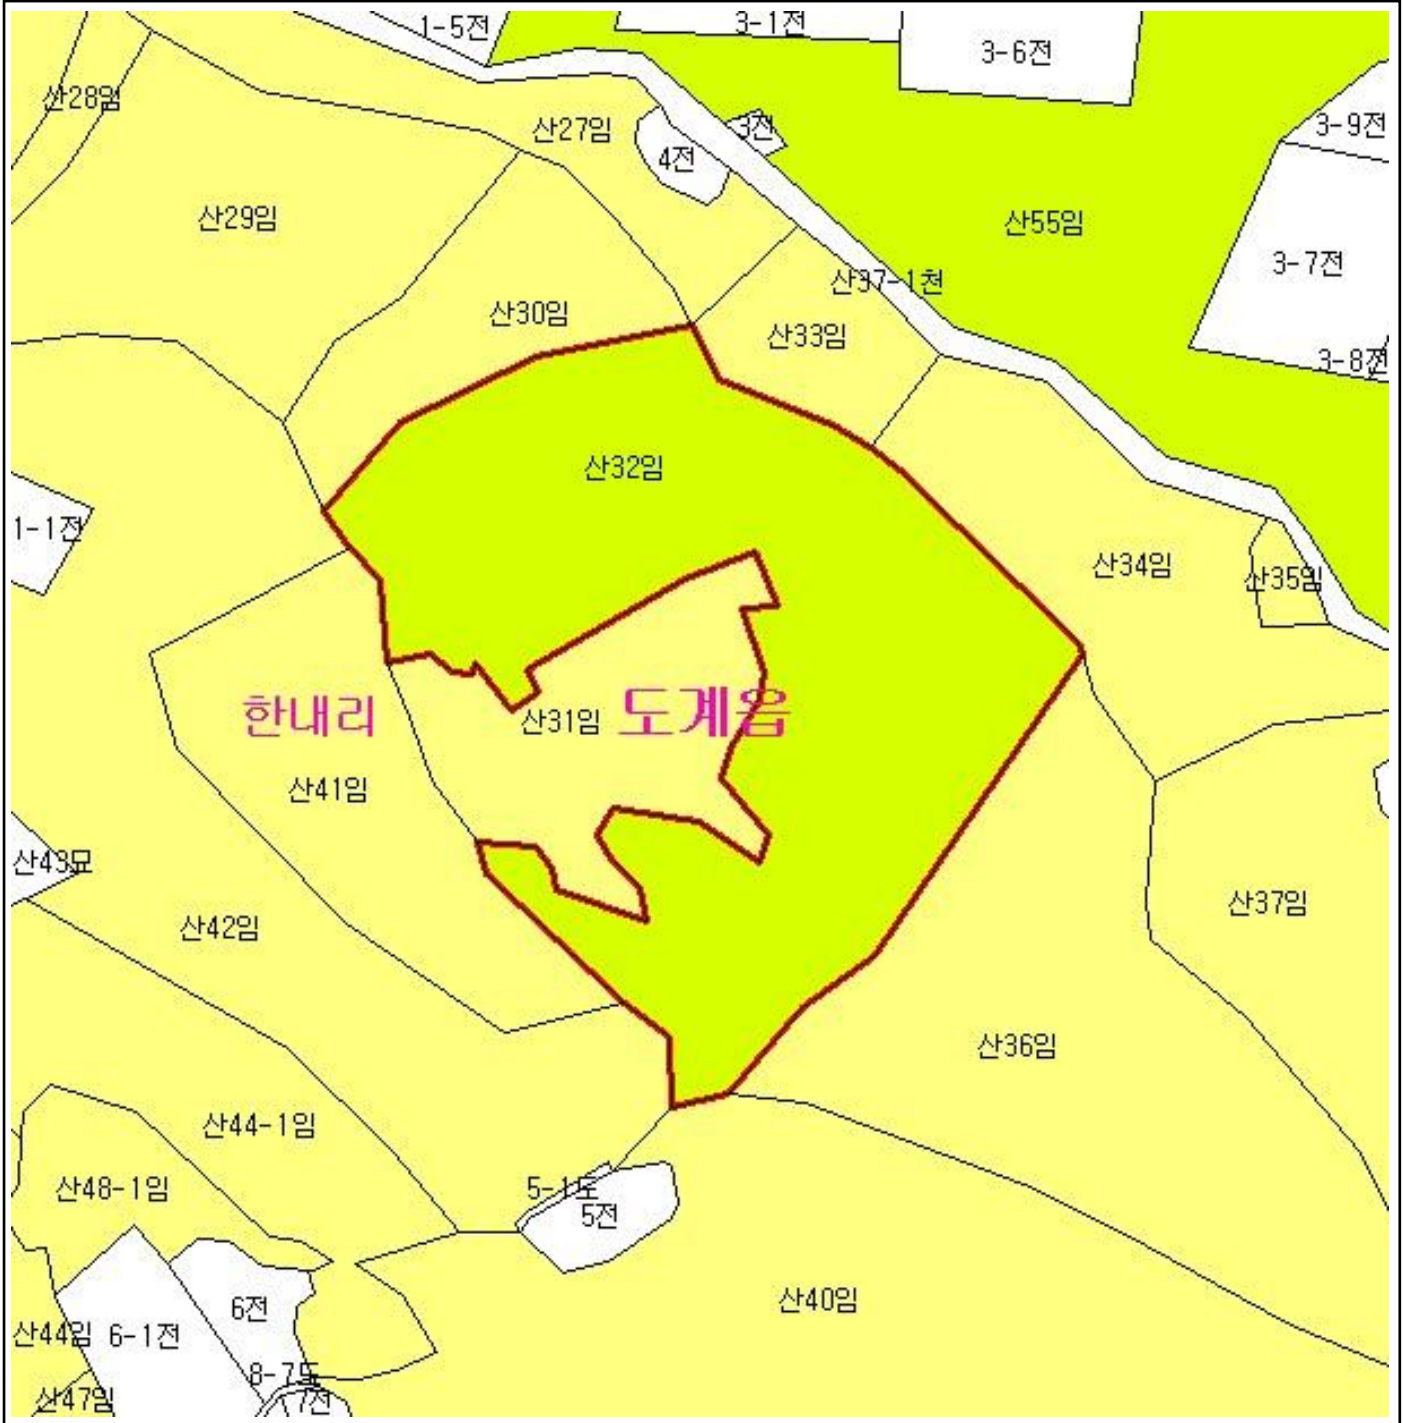 1-5전
3-1전
3-6전
산28임
산27임
3전
4전
3-9전
산29임
산55임
3-7전
산37-1천
산30임
산33임
3-8전
산32임
1-1전
산34임
산35임
한내리
산31임
도계읍
산41임
산43묘
산42임
산37임
산36임
산44-1임
산48-1임
5-1도
5전
산40임
6전
산44임
6-1전
8-7도
산47임
7전